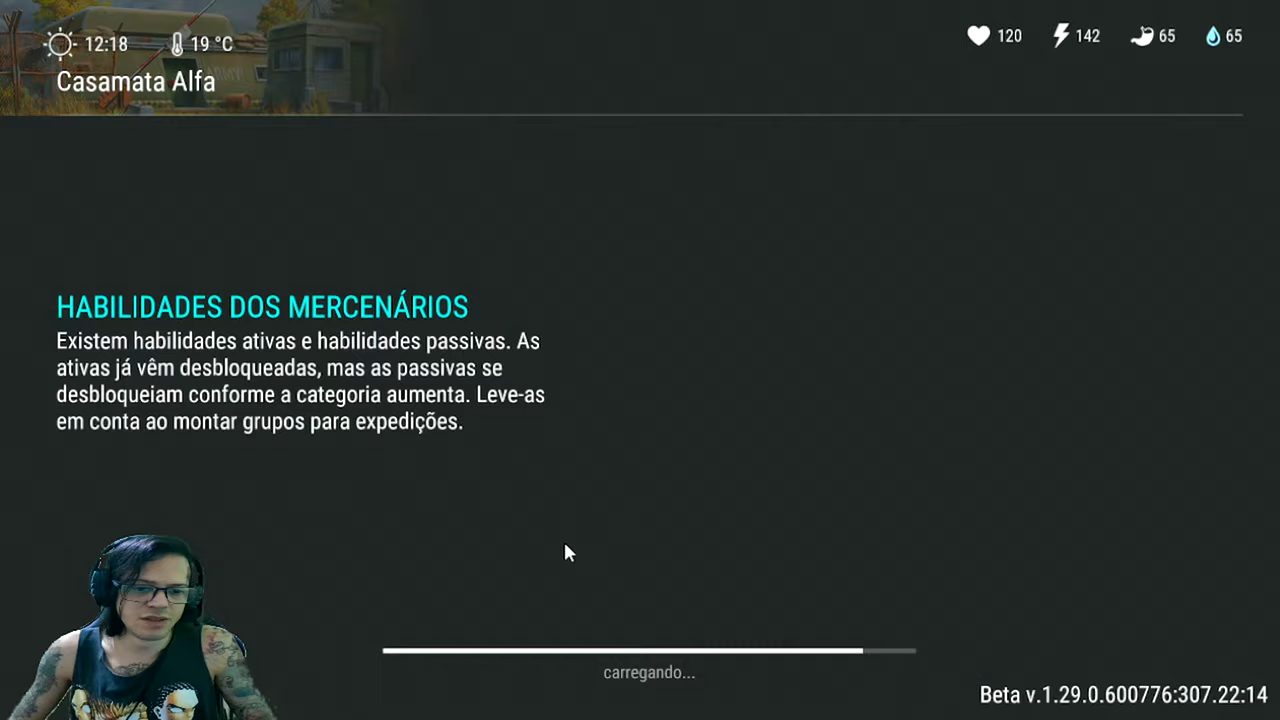 12:18
19 °C
120
142
65
65
Casamata Alfa
HABILIDADES DOS MERCENÁRIOS
Existem habilidades ativas e habilidades passivas. As
ativas já vêm desbloqueadas, mas as passivas se
desbloqueiam conforme a categoria aumenta. Leve-as
em conta ao montar grupos para expedições.
carregando...
Beta v.1.29.0.600776:307.22:14